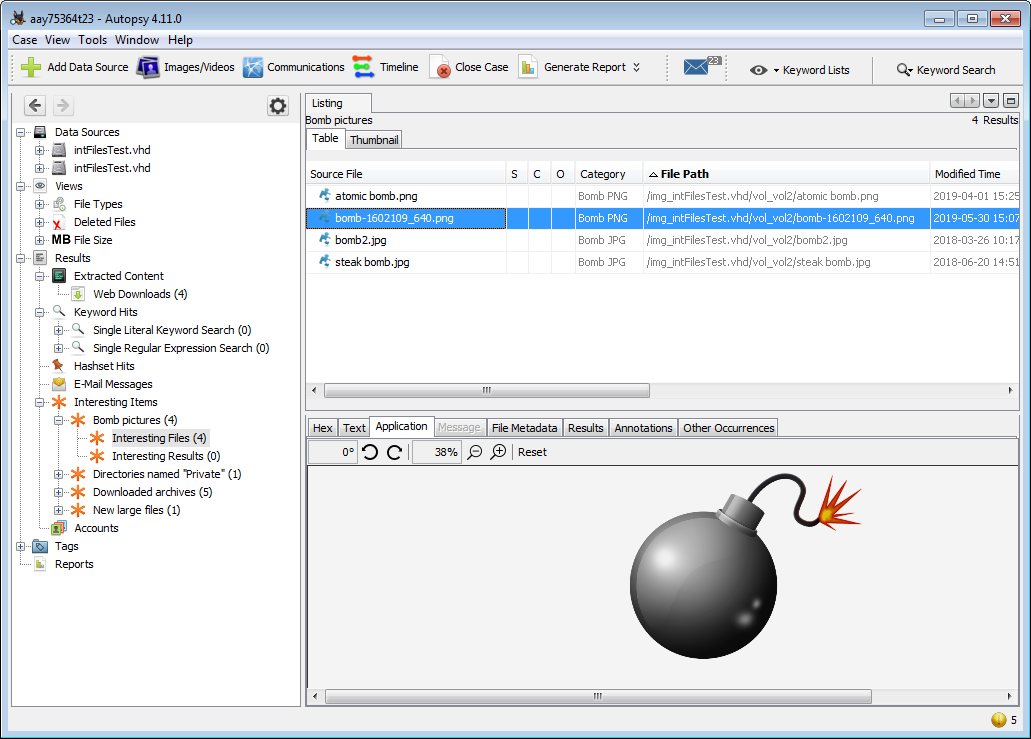 aay75364t23 - Autopsy 4.11.0
Case View Tools Window Help
Add Data Source Images/Videos Communications Timeline Close Case Generate Report 23 Keyword Lists Keyword Search
Listing
Bomb pictures 4 Results
Table Thumbnail
Source File S C O Category File Path Modified Time
atomic bomb.png Bomb PNG /img_intFilesTest.vhd/vol_vol2/atomic bomb.png 2019-04-01 15:25
bomb-1602109_640.png Bomb PNG /img_intFilesTest.vhd/vol_vol2/bomb-1602109_640.png 2019-05-30 15:07
bomb2.jpg Bomb JPG /img_intFilesTest.vhd/vol_vol2/bomb2.jpg 2018-03-26 10:17
steak bomb.jpg Bomb JPG /img_intFilesTest.vhd/vol_vol2/steak bomb.jpg 2018-06-20 14:51
Data Sources
intFilesTest.vhd
intFilesTest.vhd
Views
File Types
Deleted Files
MB File Size
Results
Extracted Content
Web Downloads (4)
Keyword Hits
Single Literal Keyword Search (0)
Single Regular Expression Search (0)
Hashset Hits
E-Mail Messages
Interesting Items
Bomb pictures (4)
Interesting Files (4)
Interesting Results (0)
Directories named "Private" (1)
Downloaded archives (5)
New large files (1)
Accounts
Tags
Reports
Hex Text Application Message File Metadata Results Annotations Other Occurrences
0° 38% Reset
5